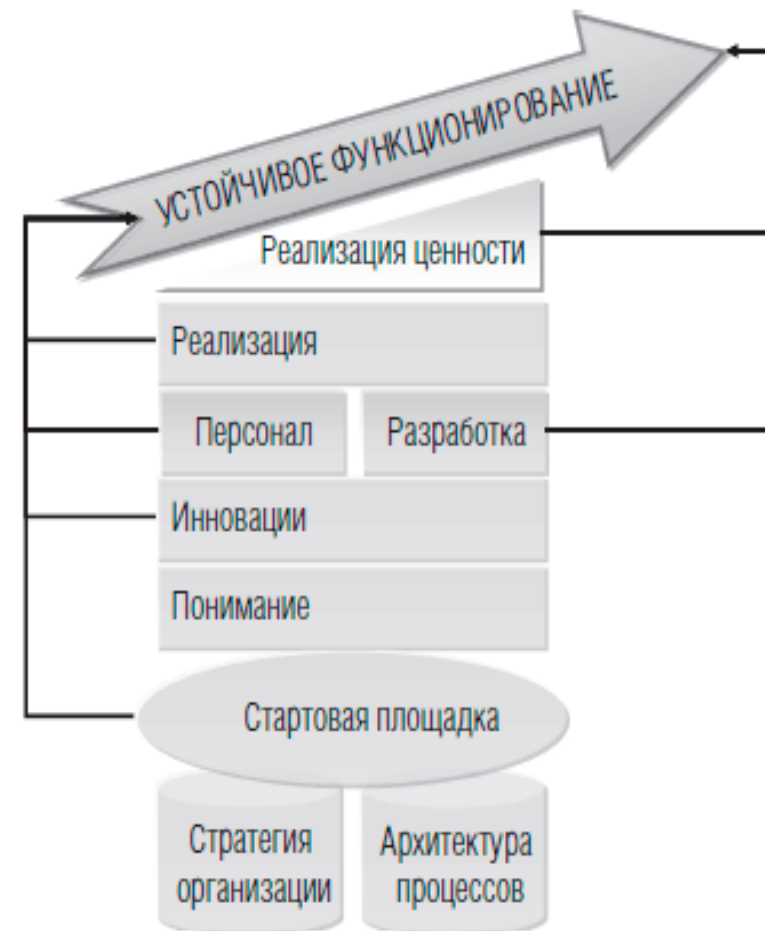 УСТОЙЧИВОЕ ФУНКЦИОНИРОВАНИЕ
Реализация ценности
Реализация
Персонал
Разработка
Инновации
Понимание
Стартовая площадка
Стратегия
организации
Архитектура
процессов